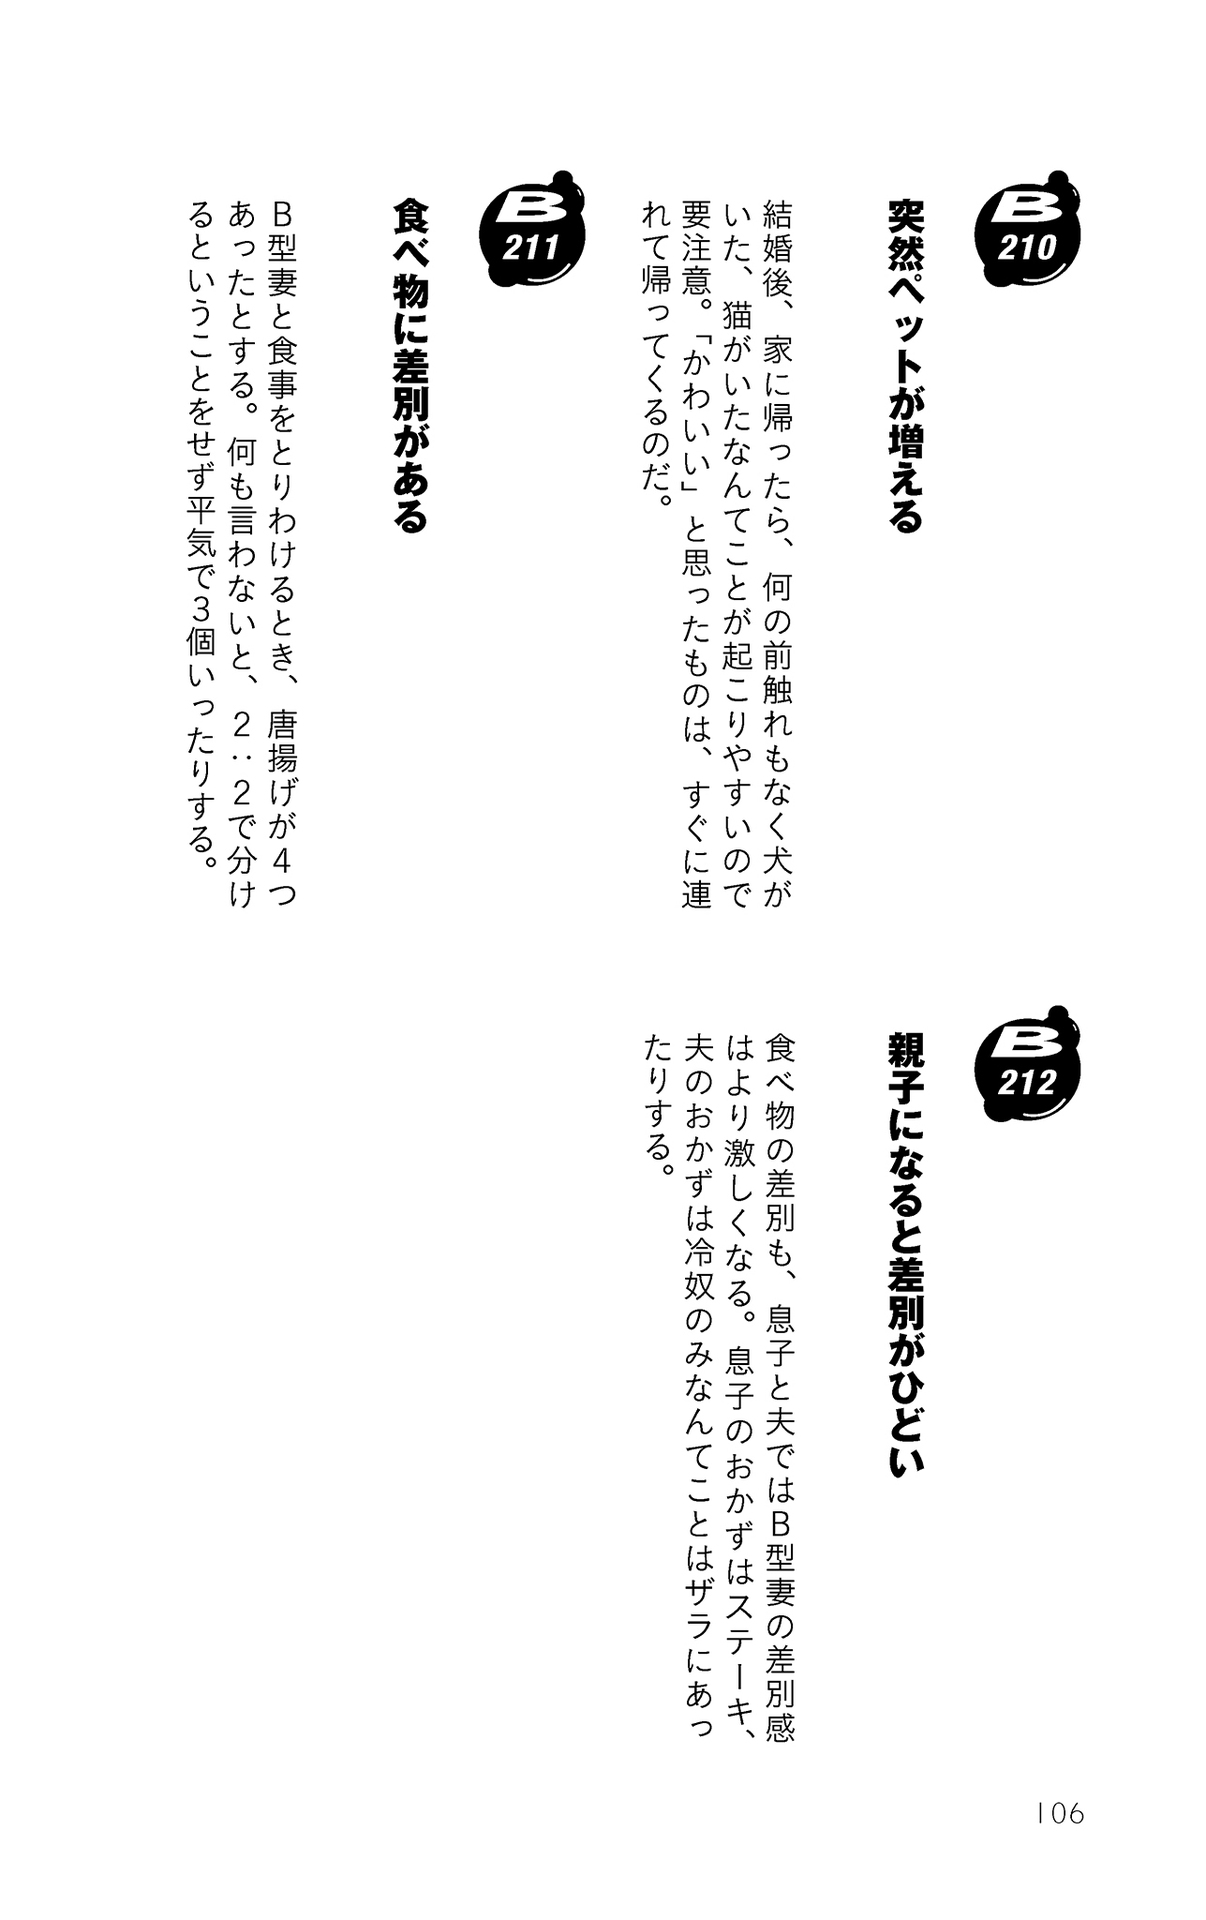 B
210
突然ペットが増える
結婚後、家に帰ったら、何の前触れもなく犬が
いた、猫がいたなんてことが起こりやすいので
要注意。「かわいい」と思ったものは、すぐに連
れて帰ってくるのだ。
B
211
食べ物に差別がある
B型妻と食事をとりわけるとき、唐揚げが4つ
あったとする。何も言わないと、2：2で分け
るということをせず平気で3個いったりする。
B
212
親子になると差別がひどい
食べ物の差別も、息子と夫ではB型妻の差別感
はより激しくなる。息子のおかずはステーキ、
夫のおかずは冷奴のみなんてことはザラにあっ
たりする。
106